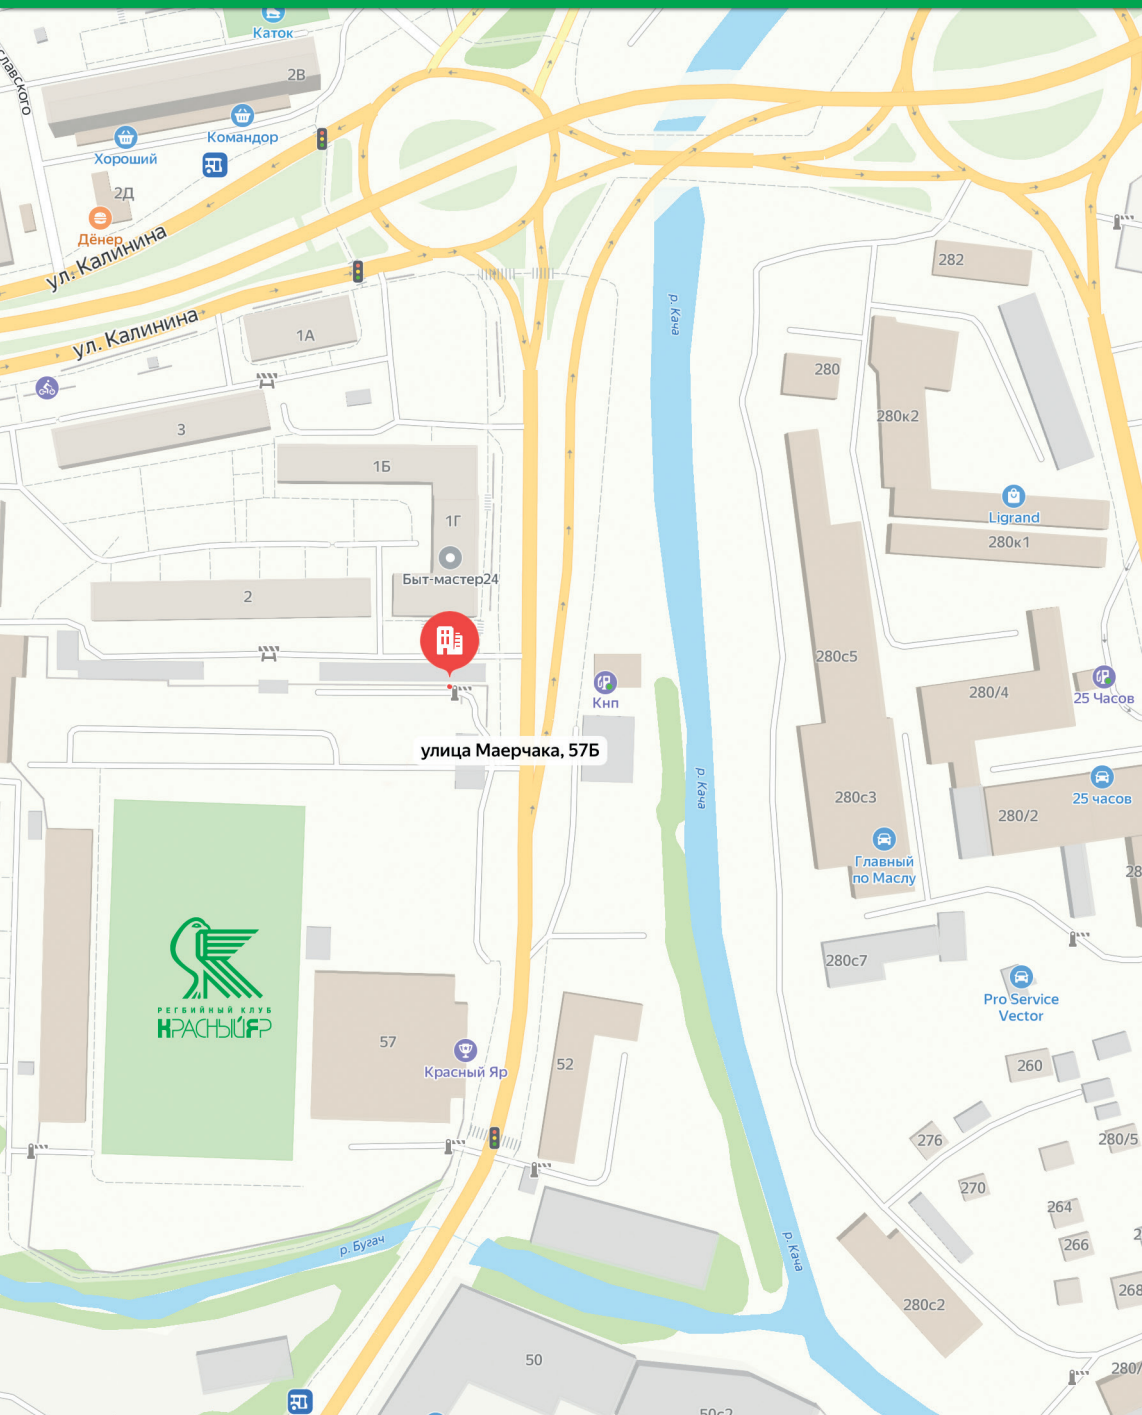 Каток
2В
Командор
Хороший
2Д
Дёнер
ул. Калинина
ул. Калинина
282
р. Кача
1А
280
280к2
3
1Б
Ligrand
1Г
280к1
Быт-мастер24
2
280с5
25 Часов
280/4
Кнп
улица Маерчака, 57Б
р. Кача
280с3
25 часов
280/2
Главный
по Маслу
280с7
Pro Service
Vector
РЕГБИЙНЫЙ КЛУБ
КРАСНЫЙ ЯР
57
Красный Яр
52
260
276
280/5
270
264
р. Бугач
р. Кача
266
268
280с2
50
280/
50с2